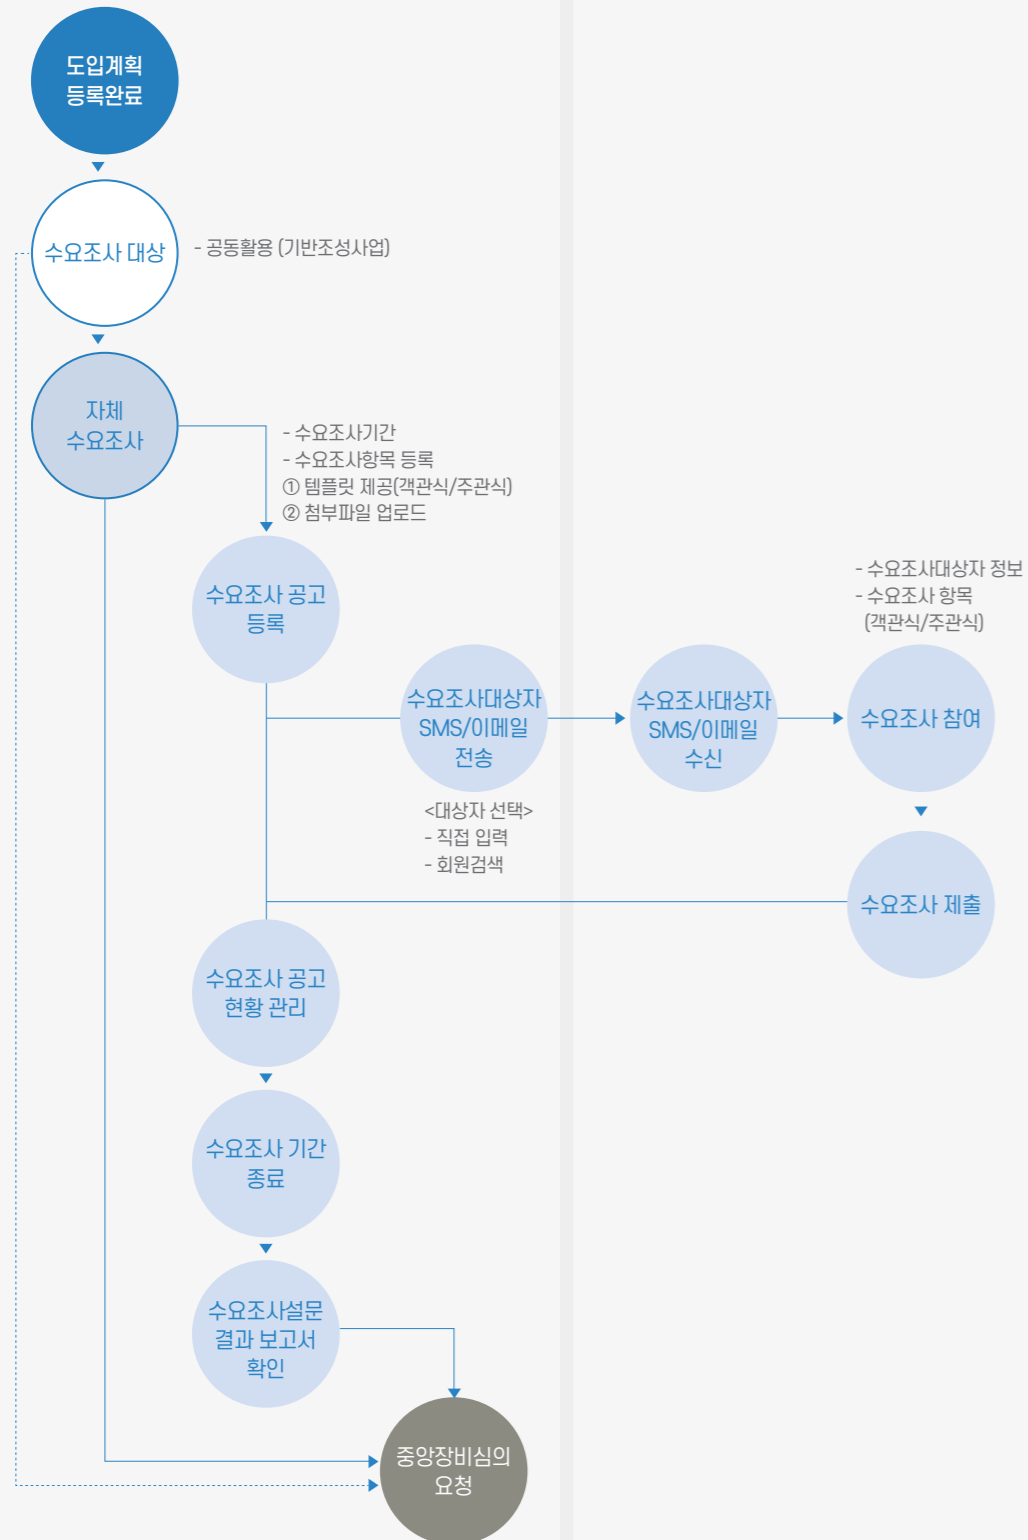 도입계획
등록완료
수요조사 대상
- 공동활용 (기반조성사업)
자체
수요조사
- 수요조사기간
- 수요조사항목 등록
① 템플릿 제공(객관식/주관식)
② 첨부파일 업로드
수요조사 공고
등록
수요조사대상자
SMS/이메일
전송
<대상자 선택>
- 직접 입력
- 회원검색
수요조사대상자
SMS/이메일
수신
- 수요조사대상자 정보
- 수요조사 항목
(객관식/주관식)
수요조사 참여
수요조사 제출
수요조사 공고
현황 관리
수요조사 기간
종료
수요조사설문
결과 보고서
확인
중앙장비심의
요청